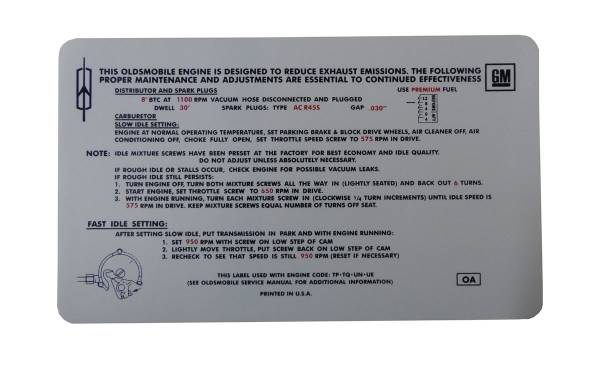 THIS OLDSMOBILE ENGINE IS DESIGNED TO REDUCE EXHAUST EMISSIONS. THE FOLLOWING
PROPER MAINTENANCE AND ADJUSTMENTS ARE ESSENTIAL TO CONTINUED EFFECTIVENESS
GM
DISTRIBUTOR AND SPARK PLUGS USE PREMIUM FUEL
8° BTC AT 1100 RPM VACUUM HOSE DISCONNECTED AND PLUGGED
DWELL 30° SPARK PLUGS: TYPE AC R45S GAP .030"
CARBURETOR
SLOW IDLE SETTING:
ENGINE AT NORMAL OPERATING TEMPERATURE, SET PARKING BRAKE & BLOCK DRIVE WHEELS, AIR CLEANER OFF, AIR
CONDITIONING OFF, CHOKE FULLY OPEN, SET THROTTLE SPEED SCREW TO 575 RPM IN DRIVE.
NOTE: IDLE MIXTURE SCREWS HAVE BEEN PRESET AT THE FACTORY FOR BEST ECONOMY AND IDLE QUALITY.
DO NOT ADJUST UNLESS ABSOLUTELY NECESSARY.
IF ROUGH IDLE OR STALLS OCCUR, CHECK ENGINE FOR POSSIBLE VACUUM LEAKS.
IF ROUGH IDLE STILL PERSISTS:
1. TURN ENGINE OFF, TURN BOTH MIXTURE SCREWS ALL THE WAY IN (LIGHTLY SEATED) AND BACK OUT 6 TURNS.
2. START ENGINE, SET THROTTLE SCREW TO 650 RPM IN DRIVE.
3. WITH ENGINE RUNNING, TURN EACH MIXTURE SCREW IN (CLOCKWISE 1/4 TURN INCREMENTS) UNTIL IDLE SPEED IS
575 RPM IN DRIVE. KEEP MIXTURE SCREWS EQUAL NUMBER OF TURNS OFF SEAT.
FAST IDLE SETTING:
AFTER SETTING SLOW IDLE, PUT TRANSMISSION IN PARK AND WITH ENGINE RUNNING:
1. SET 950 RPM WITH SCREW ON LOW STEP OF CAM
2. LIGHTLY MOVE THROTTLE, PUT SCREW BACK ON LOW STEP OF CAM
3. RECHECK TO SEE THAT SPEED IS STILL 950 RPM (RESET IF NECESSARY)
THIS LABEL USED WITH ENGINE CODE: TP-TQ-UN-UE
(SEE OLDSMOBILE SERVICE MANUAL FOR ADDITIONAL INFORMATION)
OA
PRINTED IN U.S.A.